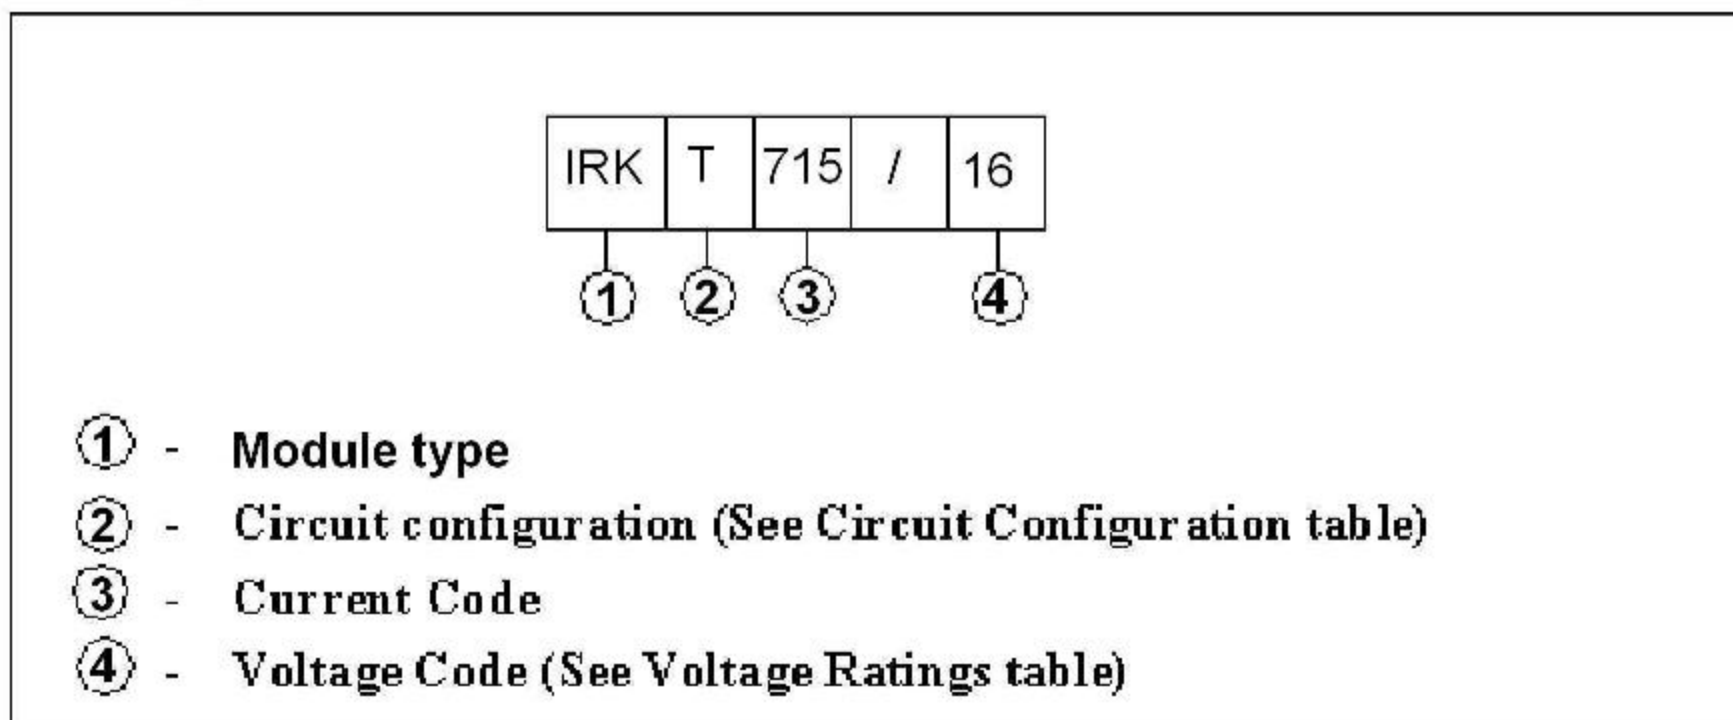 IRK T 715 / 16
1 2 3 4
1 - Module type
2 - Circuit configuration (See Circuit Configuration table)
3 - Current Code
4 - Voltage Code (See Voltage Ratings table)